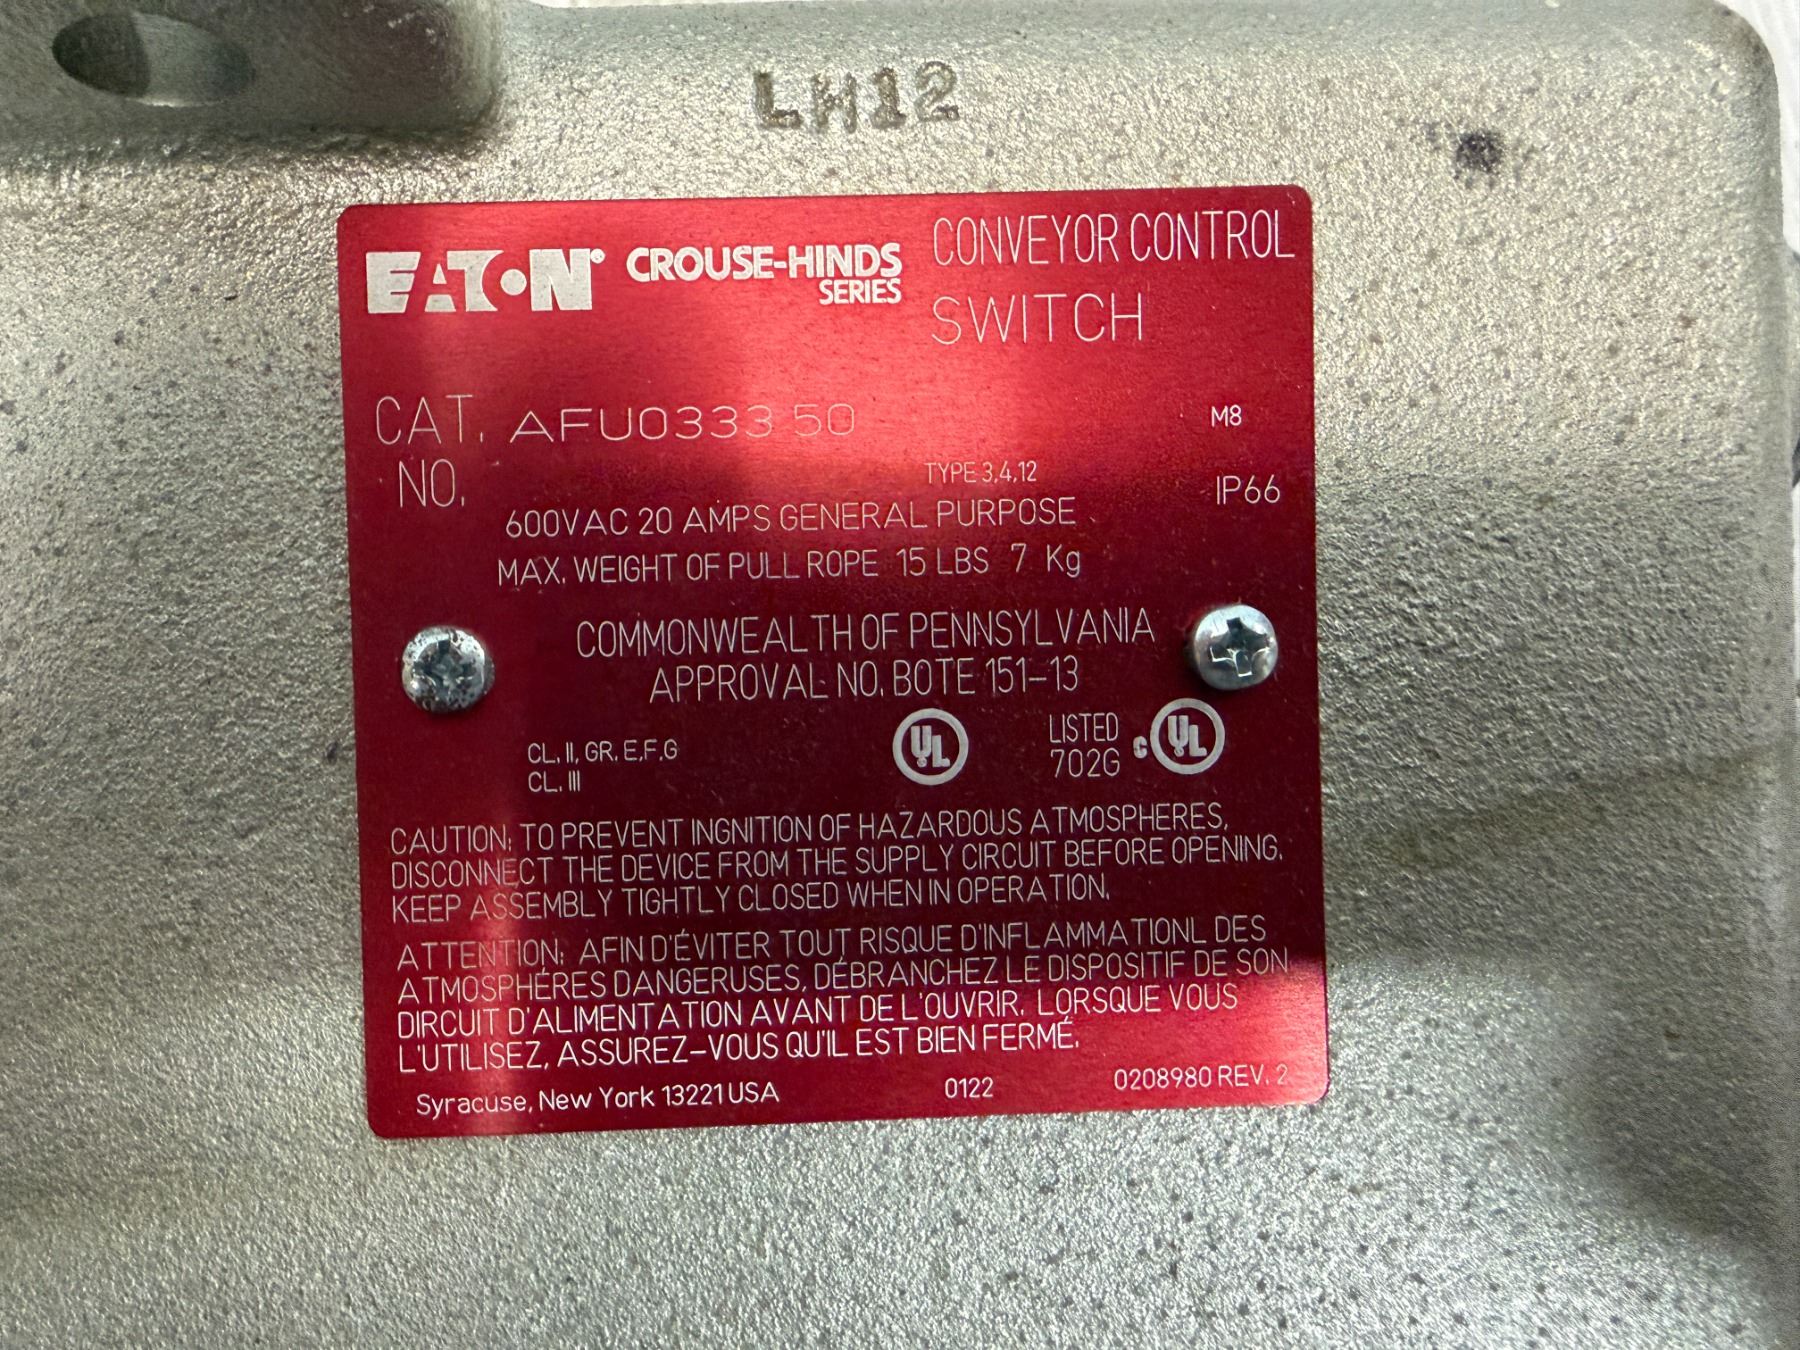 LH12
EATON® CROUSE-HINDS SERIES
CONVEYOR CONTROL
SWITCH
CAT. NO. AFU0333 50
M8
TYPE 3,4,12
IP66
600VAC 20 AMPS GENERAL PURPOSE
MAX. WEIGHT OF PULL ROPE 15 LBS 7 Kg
COMMONWEALTH OF PENNSYLVANIA
APPROVAL NO. BOTE 151-13
CL. II, GR. E,F,G
CL. III
UL
LISTED
702G
c UL
CAUTION: TO PREVENT INGNITION OF HAZARDOUS ATMOSPHERES,
DISCONNECT THE DEVICE FROM THE SUPPLY CIRCUIT BEFORE OPENING.
KEEP ASSEMBLY TIGHTLY CLOSED WHEN IN OPERATION.
ATTENTION: AFIN D'ÉVITER TOUT RISQUE D'INFLAMMATIONL DES
ATMOSPHÉRES DANGERUSES, DÉBRANCHEZ LE DISPOSITIF DE SON
DIRCUIT D'ALIMENTATION AVANT DE L'OUVRIR. LORSQUE VOUS
L'UTILISEZ, ASSUREZ-VOUS QU'IL EST BIEN FERMÉ.
Syracuse, New York 13221 USA
0122
0208980 REV. 2